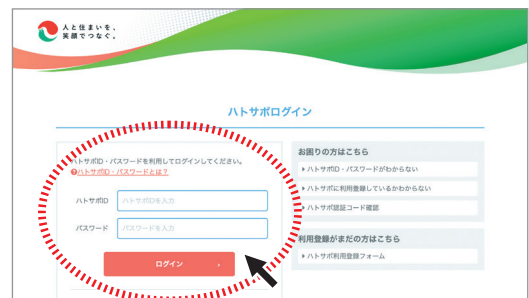 人と住まいを、
笑顔でつなぐ。
ハトサポログイン
ハトサポID・パスワードを利用してログインしてください。
?ハトサポID・パスワードとは?
ハトサポID
ハトサポIDを入力
パスワード
パスワードを入力
ログイン
お困りの方はこちら
ハトサポID・パスワードがわからない
ハトサポに利用登録しているかわからない
ハトサポ認証コード確認
利用登録がまだの方はこちら
ハトサポ利用登録フォーム